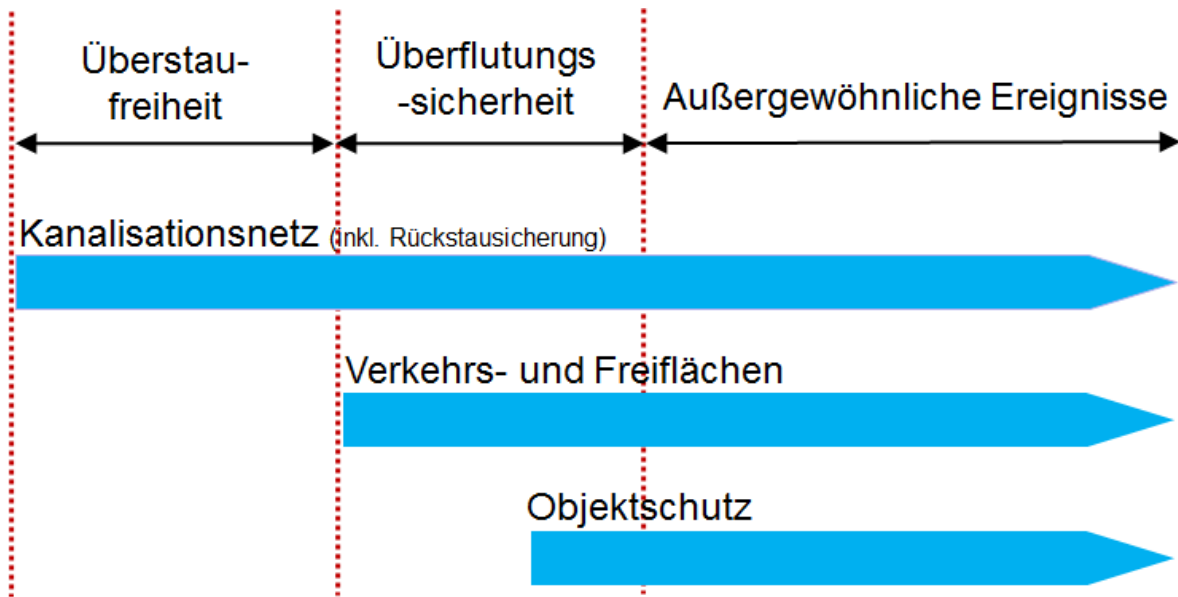 Überstau-
freiheit
Überflutungs
-sicherheit
Außergewöhnliche Ereignisse
Kanalisationsnetz (inkl. Rückstausicherung)
Verkehrs- und Freiflächen
Objektschutz